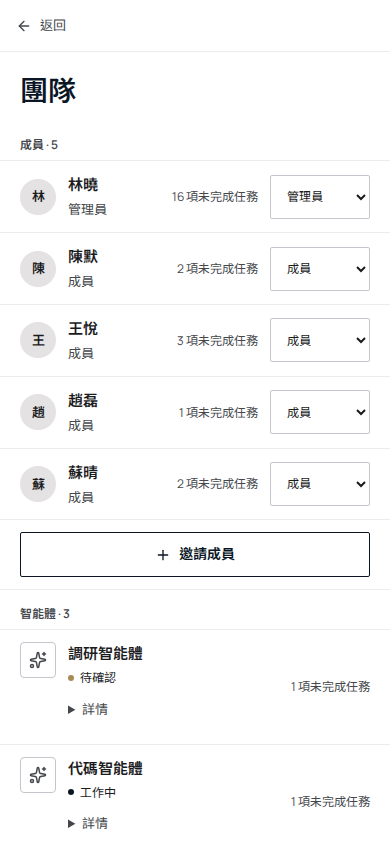 返回
團隊
成員 · 5
林
林曉
管理員
16 項未完成任務
管理員
陳
陳默
成員
2 項未完成任務
成員
王
王悅
成員
3 項未完成任務
成員
趙
趙磊
成員
1 項未完成任務
成員
蘇
蘇晴
成員
2 項未完成任務
成員
邀請成員
智能體 · 3
調研智能體
待確認
詳情
1 項未完成任務
代碼智能體
工作中
詳情
1 項未完成任務